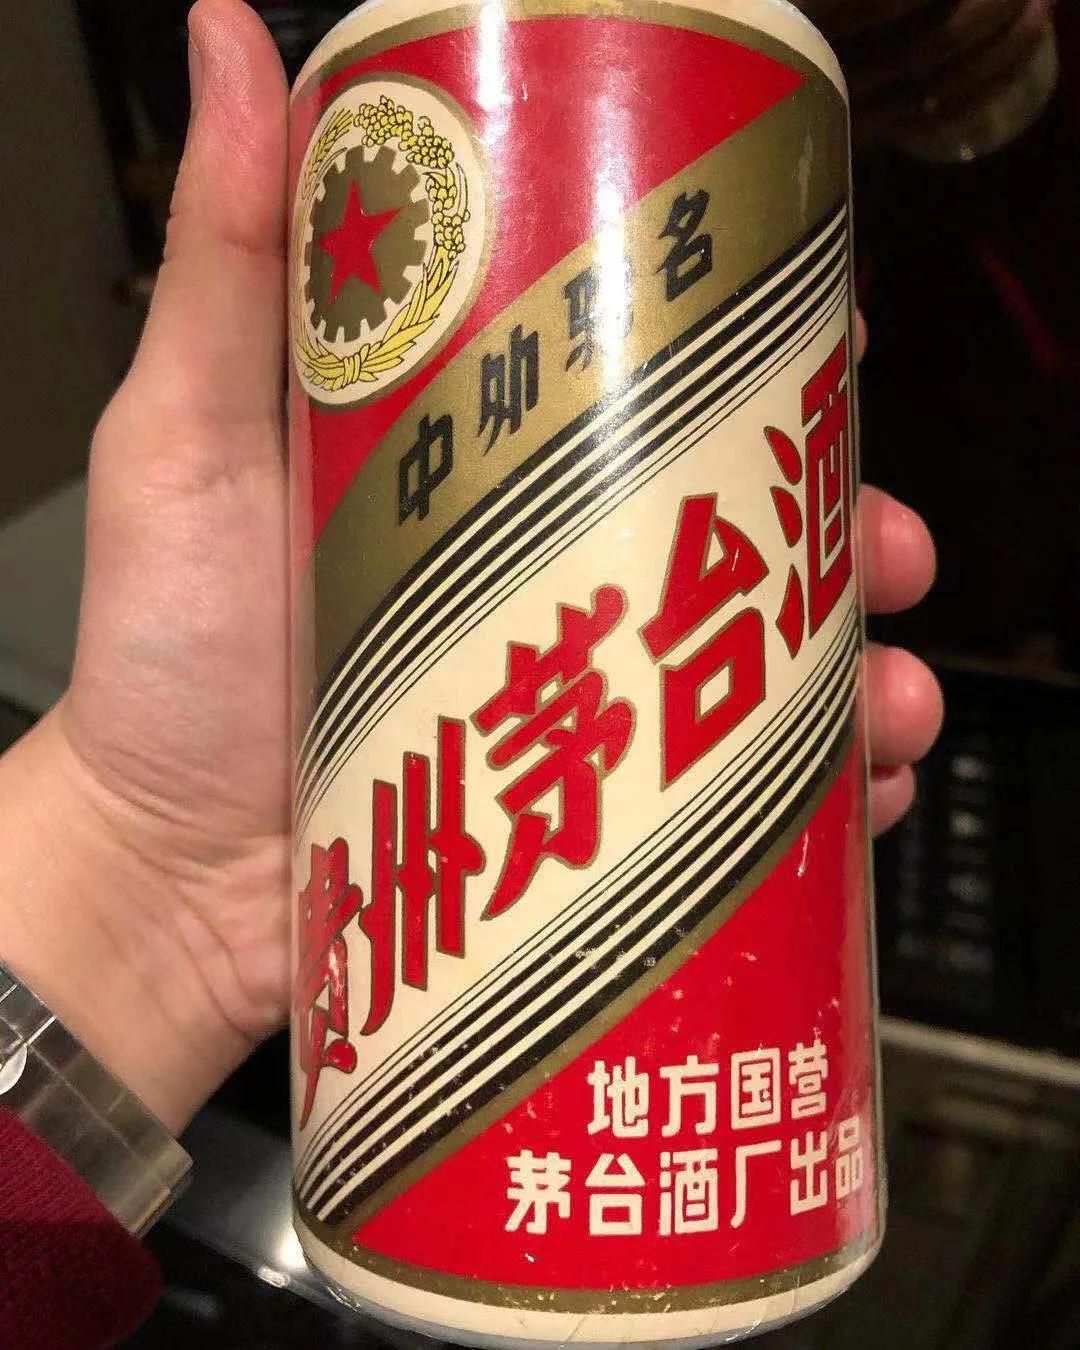 中外驰名
贵州茅台酒
地方国营
茅台酒厂出品